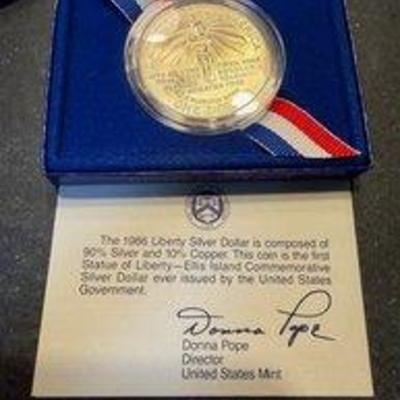 ONE DOLLAR
The 1986 Liberty Silver Dollar is composed of
90% Silver and 10% Copper. This coin is the first
Statue of Liberty—Ellis Island Commemorative
Silver Dollar ever issued by the United States
Government.
Donna Pope
Donna Pope
Director
United States Mint